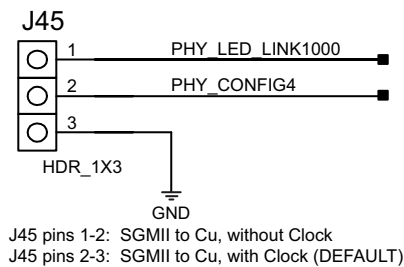 J45
1 PHY_LED_LINK1000
2 PHY_CONFIG4
3
HDR_1X3
GND
J45 pins 1-2: SGMII to Cu, without Clock
J45 pins 2-3: SGMII to Cu, with Clock (DEFAULT)